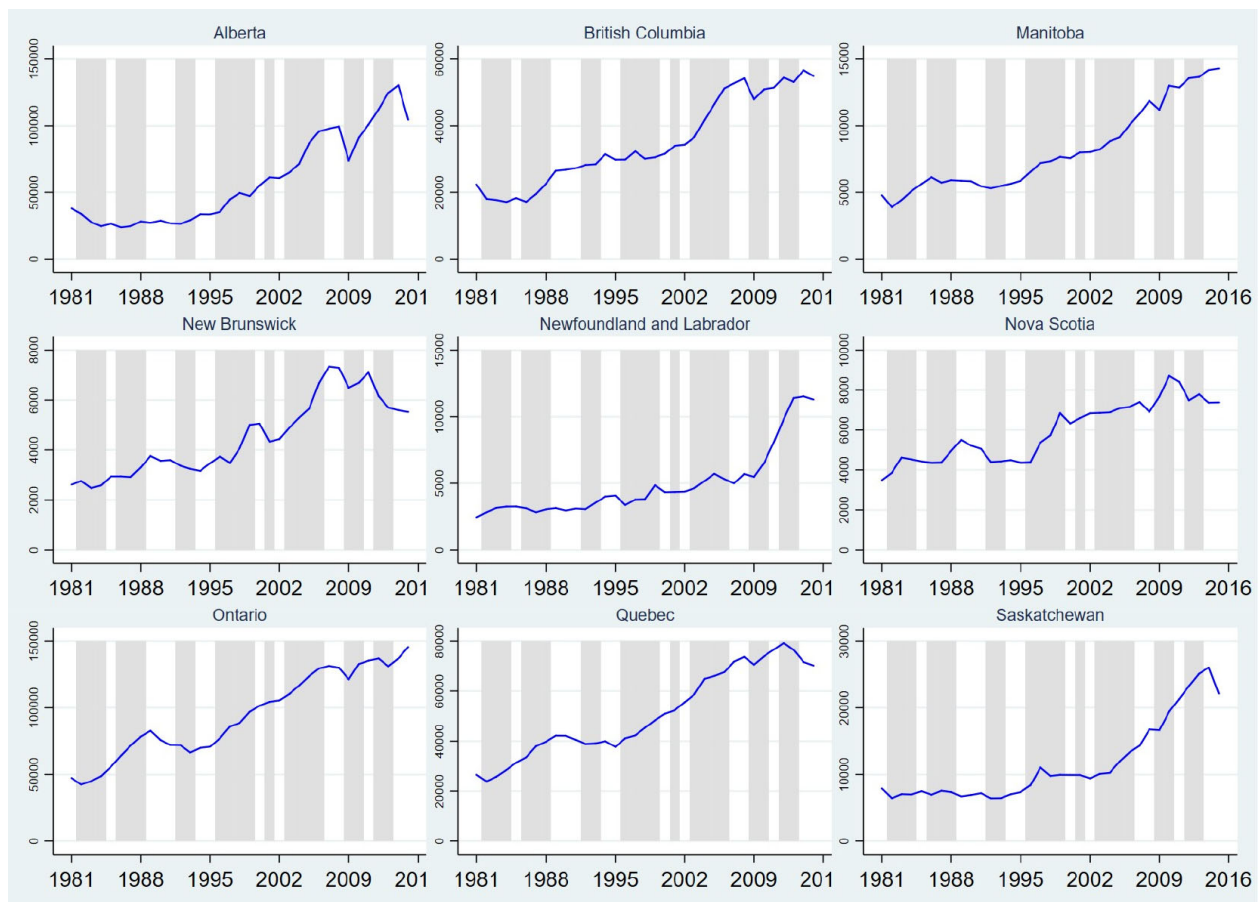 Alberta
150000
100000
50000
0
1981 1988 1995 2002 2009 201
British Columbia
60000
40000
20000
0
1981 1988 1995 2002 2009 201
Manitoba
15000
10000
5000
0
1981 1988 1995 2002 2009 2016
New Brunswick
8000
6000
4000
2000
0
1981 1988 1995 2002 2009 201
Newfoundland and Labrador
15000
10000
5000
0
1981 1988 1995 2002 2009 201
Nova Scotia
10000
8000
6000
4000
2000
0
1981 1988 1995 2002 2009 2016
Ontario
150000
100000
50000
0
1981 1988 1995 2002 2009 201
Quebec
80000
60000
40000
20000
0
1981 1988 1995 2002 2009 201
Saskatchewan
30000
20000
10000
0
1981 1988 1995 2002 2009 2016